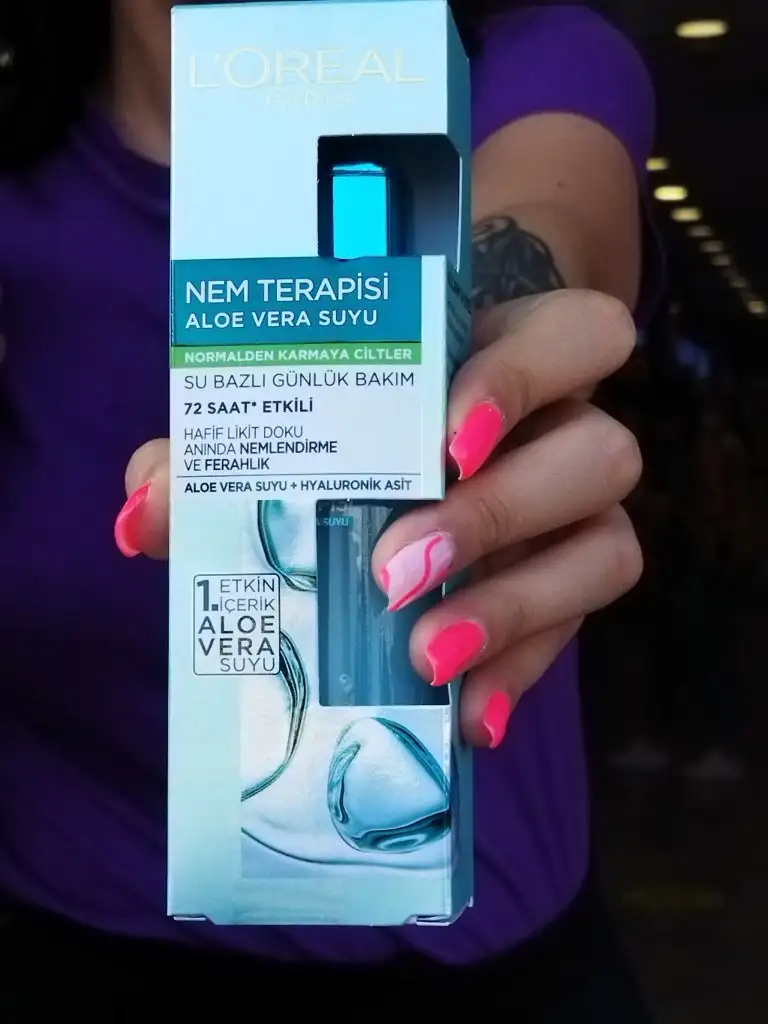 L'ORÉAL
PARIS
NEM TERAPİSİ
ALOE VERA SUYU
NORMALDEN KARMAYA CİLTLER
SU BAZLI GÜNLÜK BAKIM
72 SAAT* ETKİLİ
HAFİF LİKİT DOKU
ANINDA NEMLENDİRME
VE FERAHLIK
ALOE VERA SUYU + HYALURONİK ASİT
SUYU
1. ETKİN
İÇERİK
ALOE
VERA
SUYU